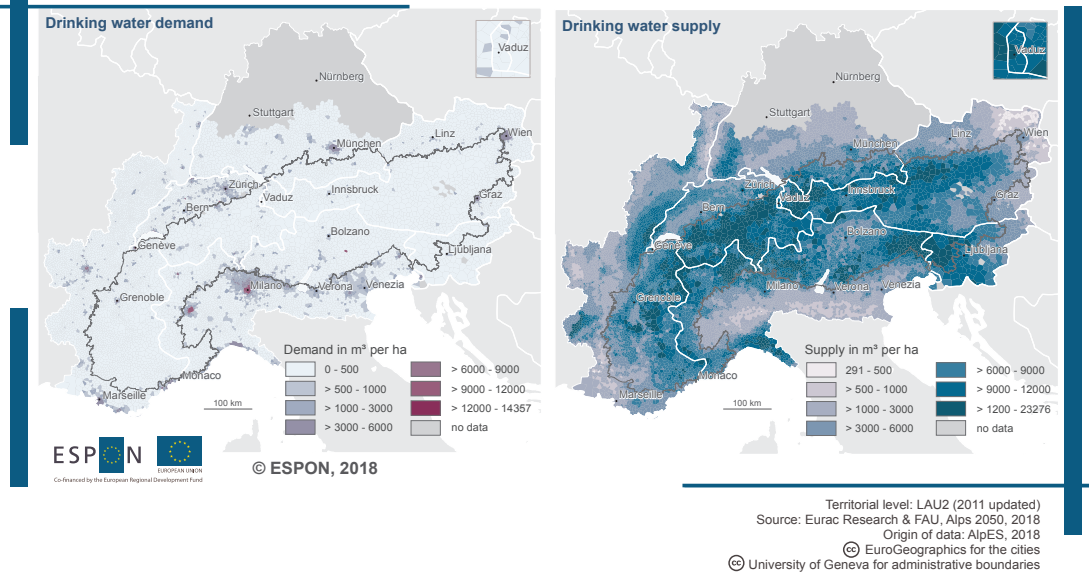 Drinking water demand
Vaduz
Nürnberg
Stuttgart
München
Linz
Wien
Zürich
Vaduz
Innsbruck
Graz
Bern
Bolzano
Genève
Ljubljana
Grenoble
Milano
Verona
Venezia
Monaco
Marseille
100 km
Demand in m³ per ha
0 - 500
> 500 - 1000
> 1000 - 3000
> 3000 - 6000
> 6000 - 9000
> 9000 - 12000
> 12000 - 14357
no data
ESPON
Co-financed by the European Regional Development Fund
EUROPEAN UNION
© ESPON, 2018
Drinking water supply
Vaduz
Nürnberg
Stuttgart
München
Linz
Wien
Zürich
Vaduz
Innsbruck
Graz
Bern
Bolzano
Genève
Ljubljana
Grenoble
Milano
Verona
Venezia
Monaco
Marseille
100 km
Supply in m³ per ha
291 - 500
> 500 - 1000
> 1000 - 3000
> 3000 - 6000
> 6000 - 9000
> 9000 - 12000
> 1200 - 23276
no data
Territorial level: LAU2 (2011 updated)
Source: Eurac Research & FAU, Alps 2050, 2018
Origin of data: AlpES, 2018
cc EuroGeographics for the cities
cc University of Geneva for administrative boundaries